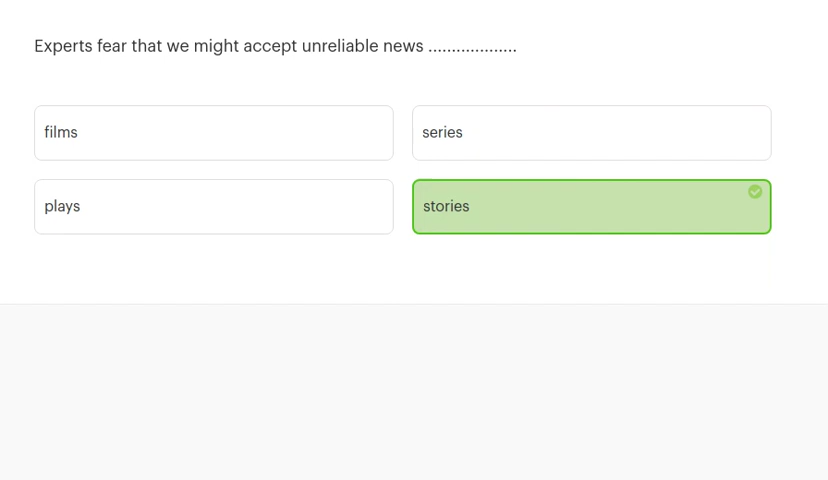 Experts fear that we might accept unreliable news ...................
films
series
plays
stories